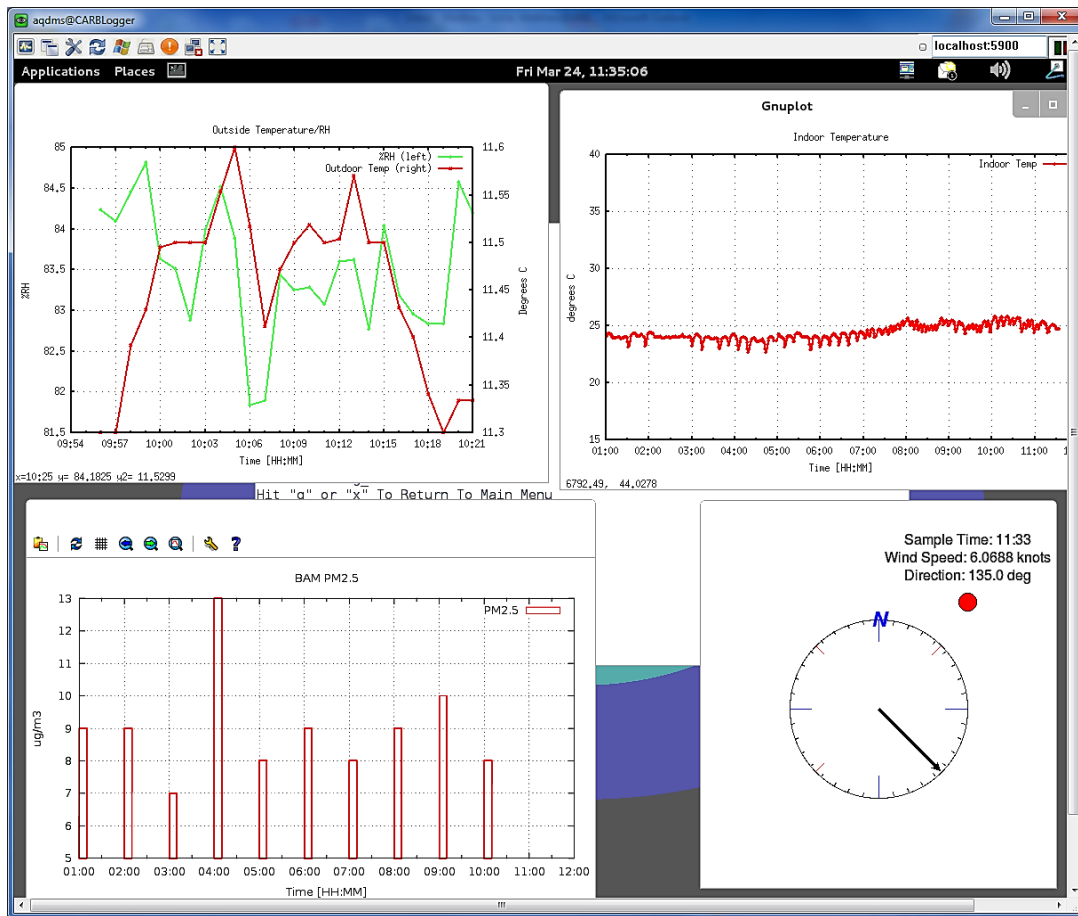 aqdms@CARBLogger
localhost:5900
Applications Places
Fri Mar 24, 11:35:06
Outside Temperature/RH
%RH (left)
Outdoor Temp (right)
85
84.5
84
83.5
83
82.5
82
81.5
%RH
11.6
11.55
11.5
11.45
11.4
11.35
11.3
Degrees C
09:54 09:57 10:00 10:03 10:06 10:09 10:12 10:15 10:18 10:21
Time [HH:MM]
x=10:25 y= 84.1825 y2= 11.5299
Gnuplot
Indoor Temperature
Indoor Temp
40
35
30
25
20
15
degrees C
01:00 02:00 03:00 04:00 05:00 06:00 07:00 08:00 09:00 10:00 11:00
Time [HH:MM]
6792.49, 44.0278
Hit "q" or "x" To Return To Main Menu
BAM PM2.5
PM2.5
13
12
11
10
9
8
7
6
5
ug/m3
01:00 02:00 03:00 04:00 05:00 06:00 07:00 08:00 09:00 10:00 11:00 12:00
Time [HH:MM]
Sample Time: 11:33
Wind Speed: 6.0688 knots
Direction: 135.0 deg
N